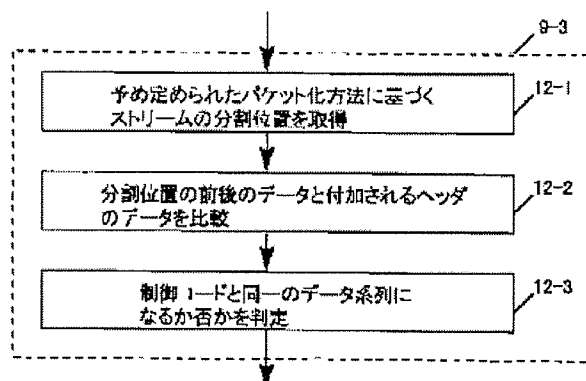 9-3
予め定められたパケット化方法に基づく
ストリームの分割位置を取得
12-1
分割位置の前後のデータと付加されるヘッダ
のデータを比較
12-2
制御コードと同一のデータ系列に
なるか否かを判定
12-3